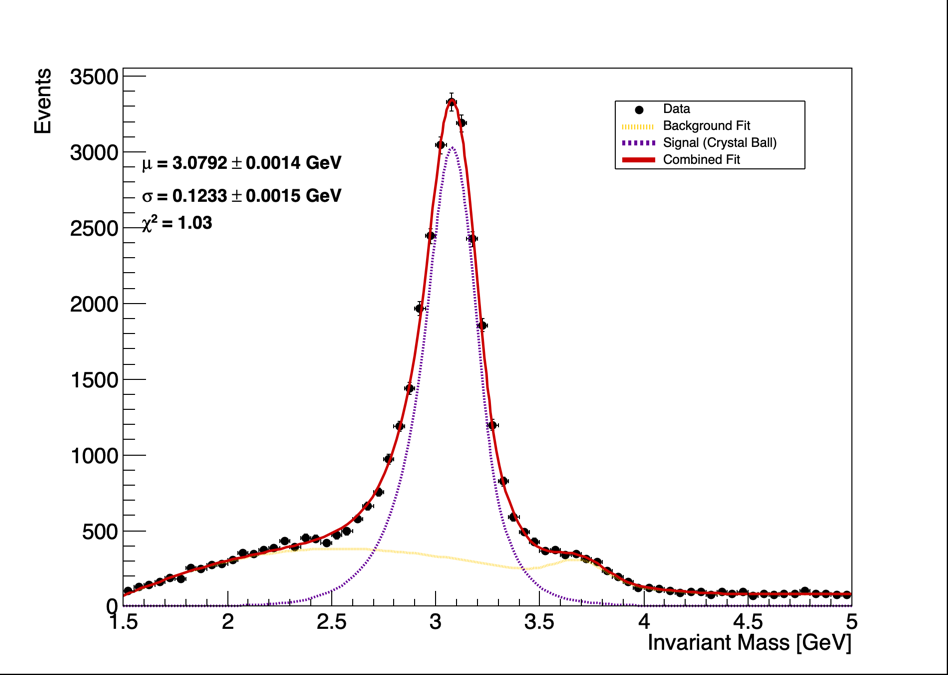 Events
3500
3000
2500
2000
1500
1000
500
0
μ = 3.0792 ± 0.0014 GeV
σ = 0.1233 ± 0.0015 GeV
χ² = 1.03
Data
Background Fit
Signal (Crystal Ball)
Combined Fit
1.5 2 2.5 3 3.5 4 4.5 5
Invariant Mass [GeV]